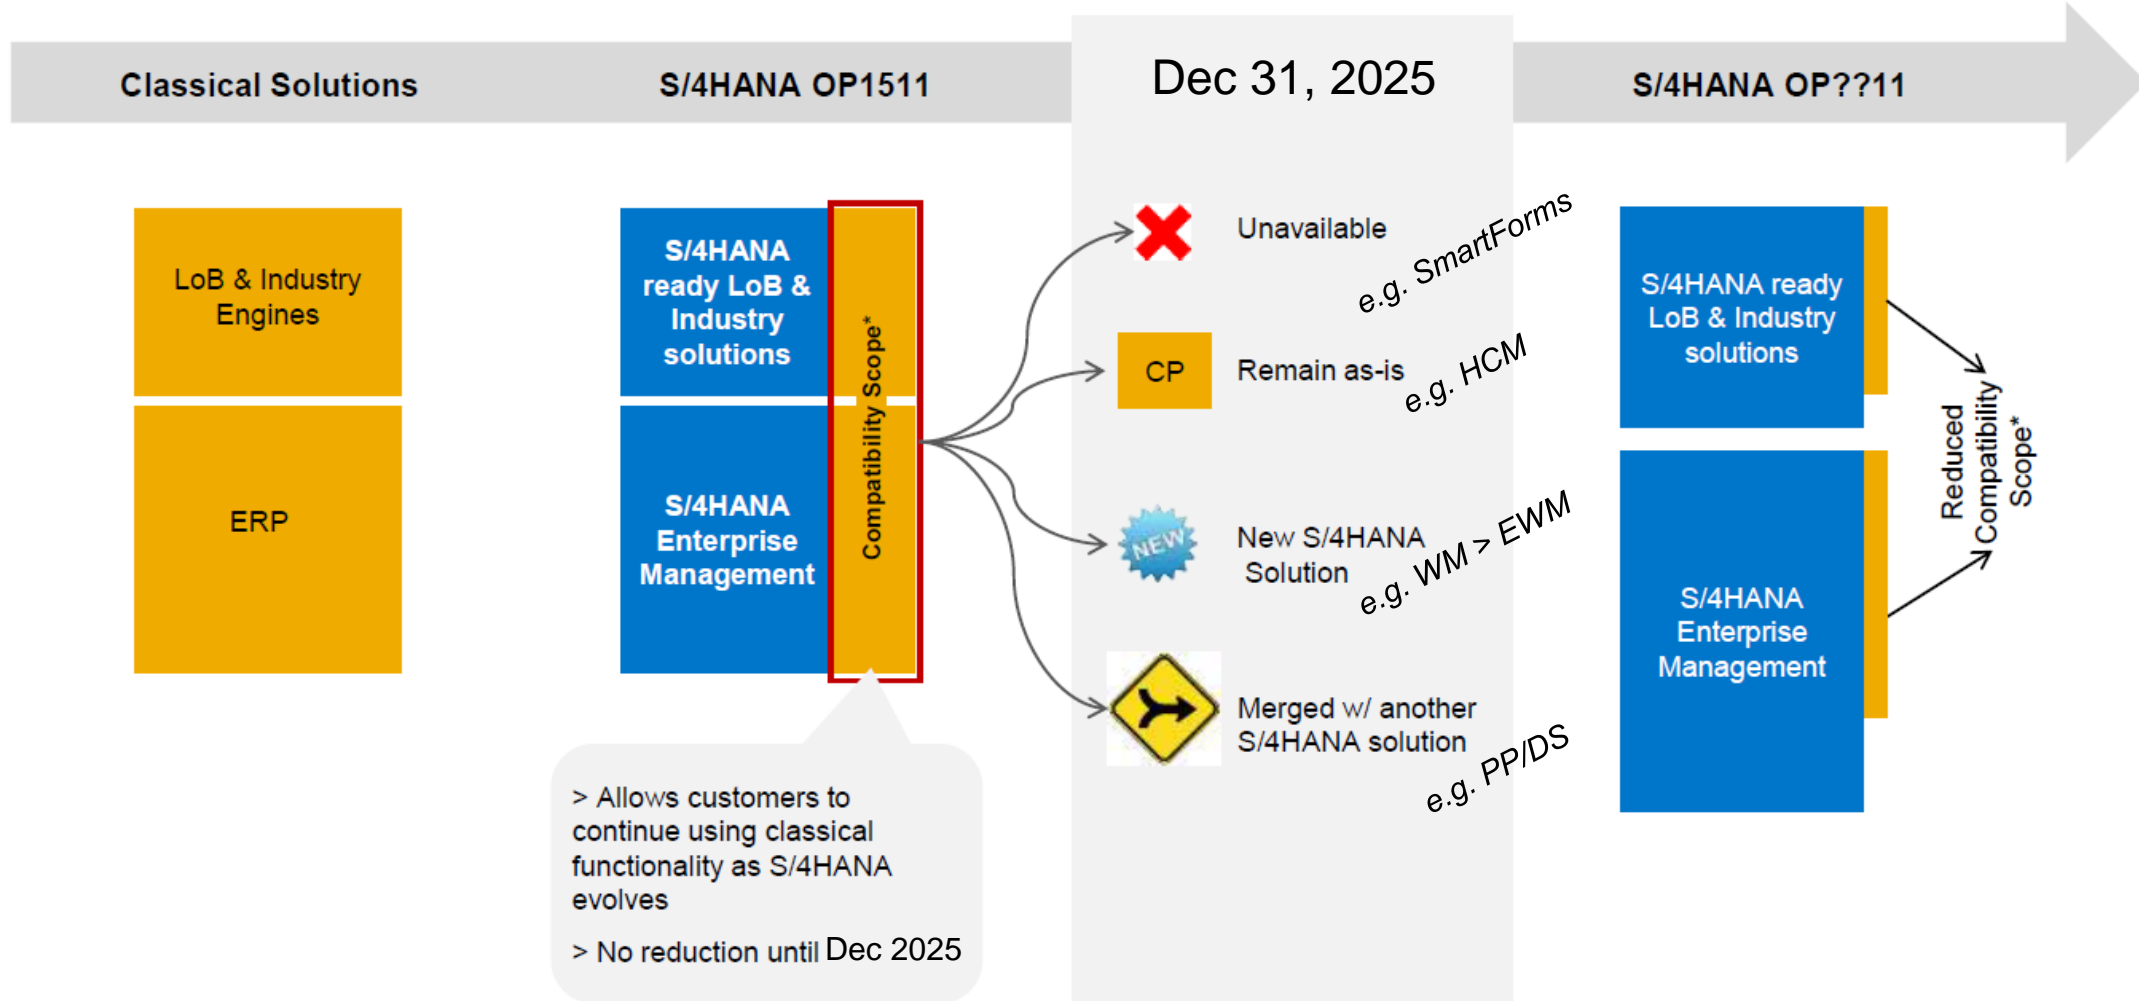 Classical Solutions
S/4HANA OP1511
Dec 31, 2025
S/4HANA OP??11
LoB & Industry
Engines
ERP
S/4HANA
ready LoB &
Industry
solutions
S/4HANA
Enterprise
Management
Compatibility Scope*
> Allows customers to
continue using classical
functionality as S/4HANA
evolves
> No reduction until Dec 2025
Unavailable
e.g. SmartForms
CP
Remain as-is
e.g. HCM
NEW
New S/4HANA
Solution
e.g. WM > EWM
Merged w/ another
S/4HANA solution
e.g. PP/DS
S/4HANA ready
LoB & Industry
solutions
S/4HANA
Enterprise
Management
Reduced
Compatibility
Scope*